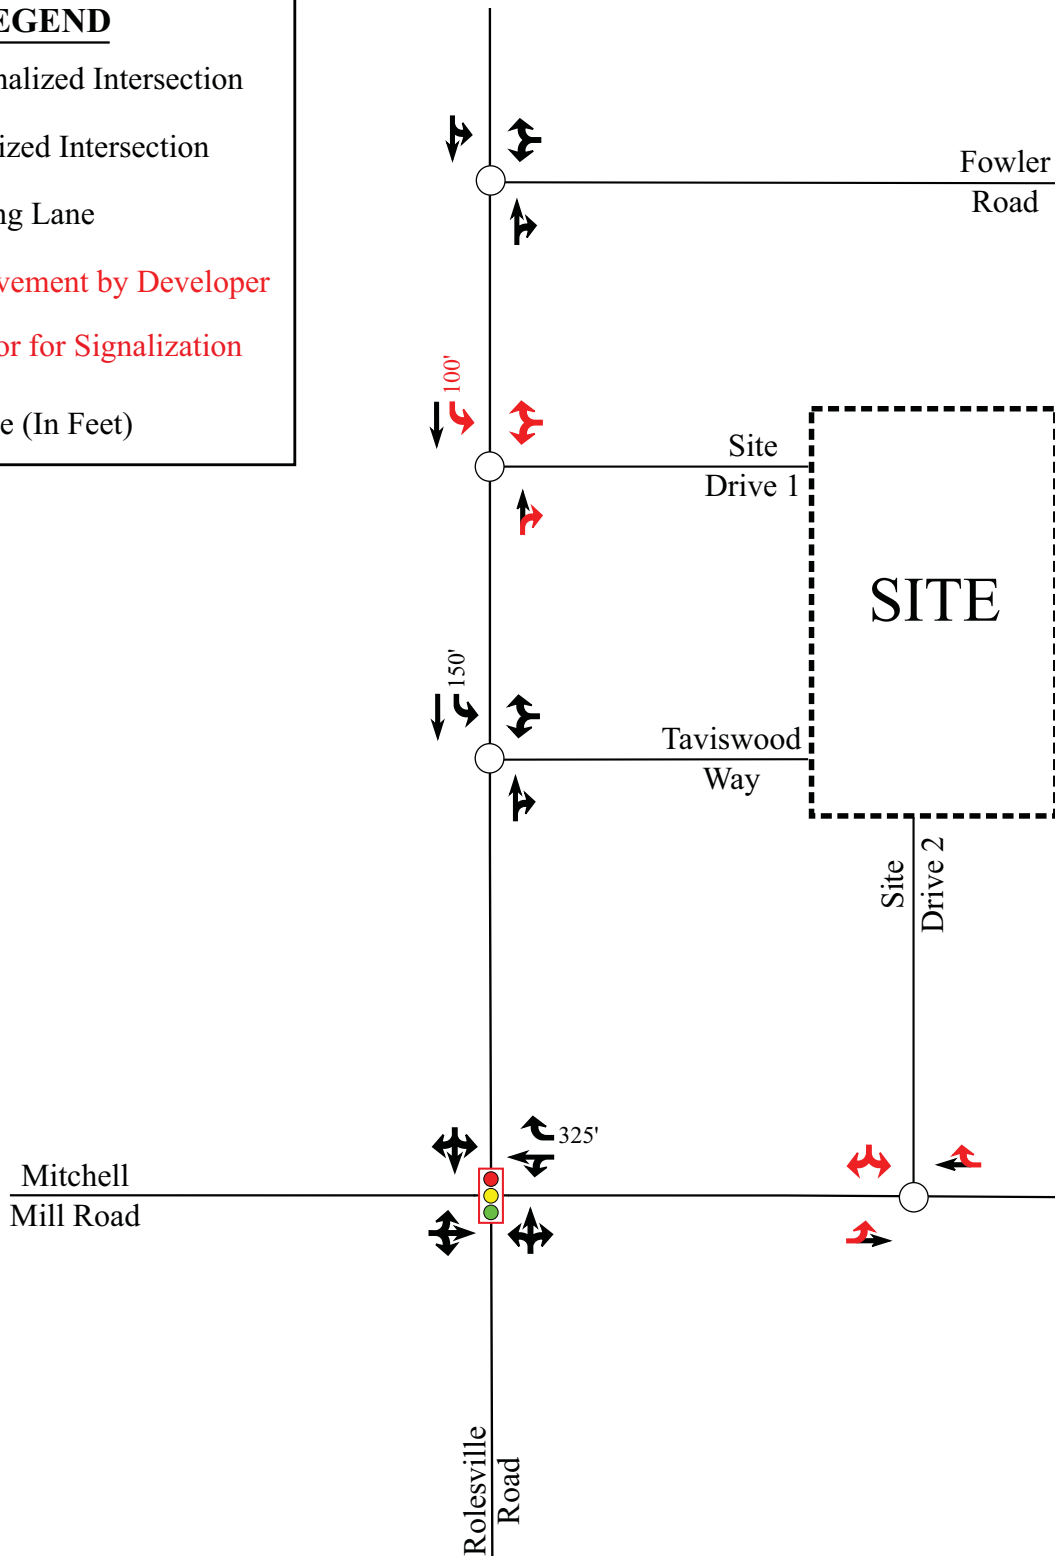 EGEND
nalized Intersection
ized Intersection
ng Lane
vement by Developer
or for Signalization
e (In Feet)
Fowler
Road
100'
Site
Drive 1
SITE
150'
Taviswood
Way
Site
Drive 2
325'
Mitchell
Mill Road
Rolesville
Road